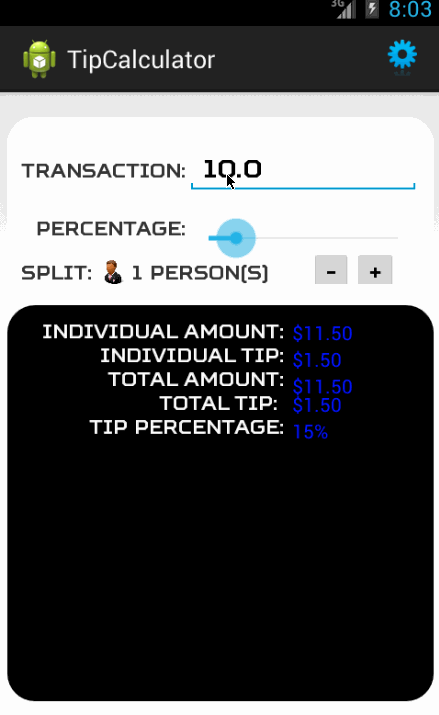 3G 8:03
TipCalculator
TRANSACTION: 10.0
PERCENTAGE:
SPLIT: 1 PERSON(S) - +
INDIVIDUAL AMOUNT: $11.50
INDIVIDUAL TIP: $1.50
TOTAL AMOUNT: $11.50
TOTAL TIP: $1.50
TIP PERCENTAGE: 15%